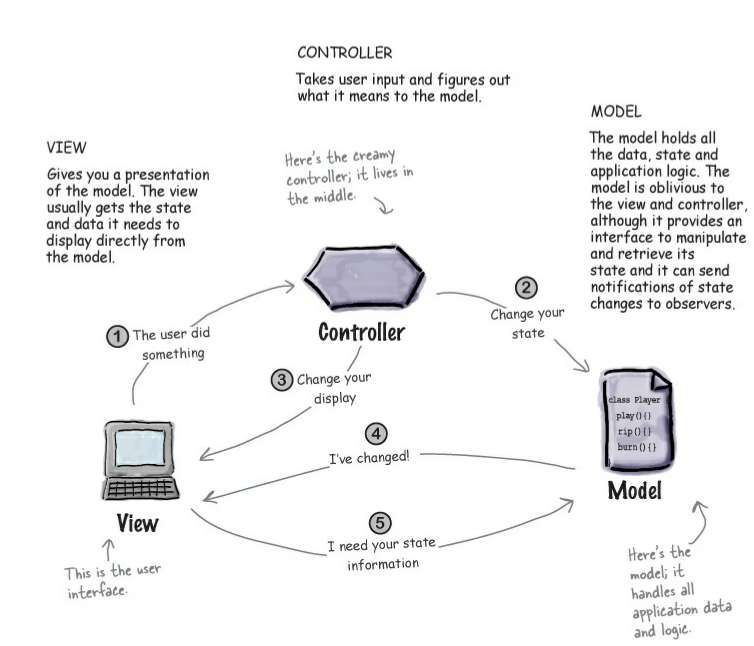 CONTROLLER
Takes user input and figures out
what it means to the model.
MODEL
The model holds all
the data, state and
application logic. The
model is oblivious to
the view and controller,
although it provides an
interface to manipulate
and retrieve its
state and it can send
notifications of state
changes to observers.
VIEW
Gives you a presentation
of the model. The view
usually gets the state
and data it needs to
display directly from
the model.
Here's the creamy
controller; it lives in
the middle.
Controller
1 The user did
something
2
Change your
state
3 Change your
display
class Player
play(){}
rip(){}
burn(){}
4
I've changed!
Model
View
5
I need your state
information
This is the user
interface.
Here's the
model; it
handles all
application data
and logic.